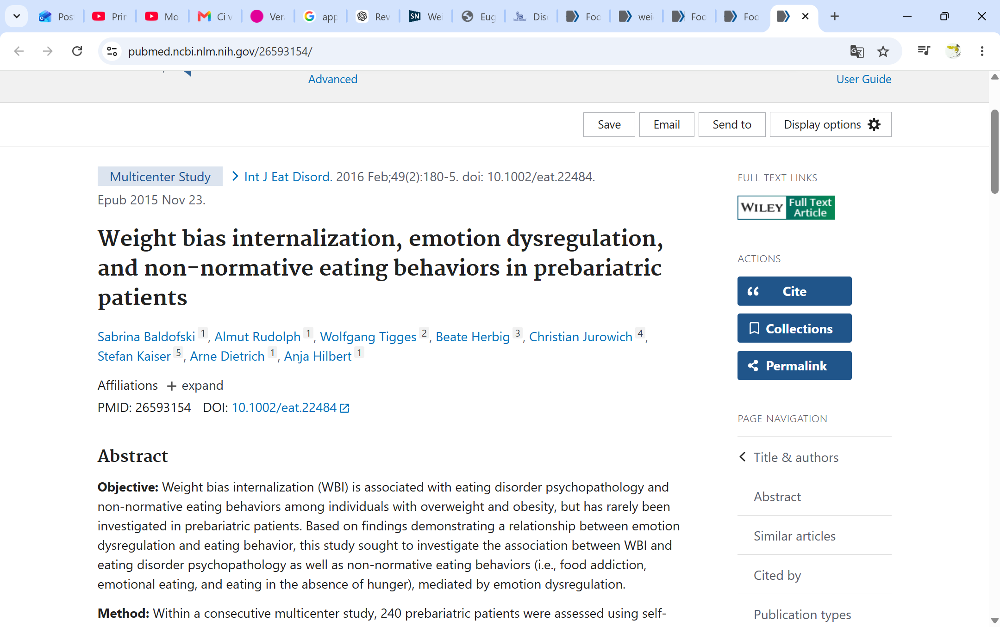 Pos
Prir
Mo
Ci v
Ver
app
Rev
SN
Wei
Eug
Disc
Foo
wei
Foo
Foo
pubmed.ncbi.nlm.nih.gov/26593154/
Advanced
User Guide
Save
Email
Send to
Display options
Multicenter Study
Int J Eat Disord. 2016 Feb;49(2):180-5. doi: 10.1002/eat.22484.
Epub 2015 Nov 23.
Weight bias internalization, emotion dysregulation,
and non-normative eating behaviors in prebariatric
patients
Sabrina Baldofski 1, Almut Rudolph 1, Wolfgang Tigges 2, Beate Herbig 3, Christian Jurowich 4,
Stefan Kaiser 5, Arne Dietrich 1, Anja Hilbert 1
Affiliations + expand
PMID: 26593154 DOI: 10.1002/eat.22484
Abstract
Objective: Weight bias internalization (WBI) is associated with eating disorder psychopathology and
non-normative eating behaviors among individuals with overweight and obesity, but has rarely been
investigated in prebariatric patients. Based on findings demonstrating a relationship between emotion
dysregulation and eating behavior, this study sought to investigate the association between WBI and
eating disorder psychopathology as well as non-normative eating behaviors (i.e., food addiction,
emotional eating, and eating in the absence of hunger), mediated by emotion dysregulation.
Method: Within a consecutive multicenter study, 240 prebariatric patients were assessed using self-
FULL TEXT LINKS
WILEY Full Text
Article
ACTIONS
Cite
Collections
Permalink
PAGE NAVIGATION
Title & authors
Abstract
Similar articles
Cited by
Publication types